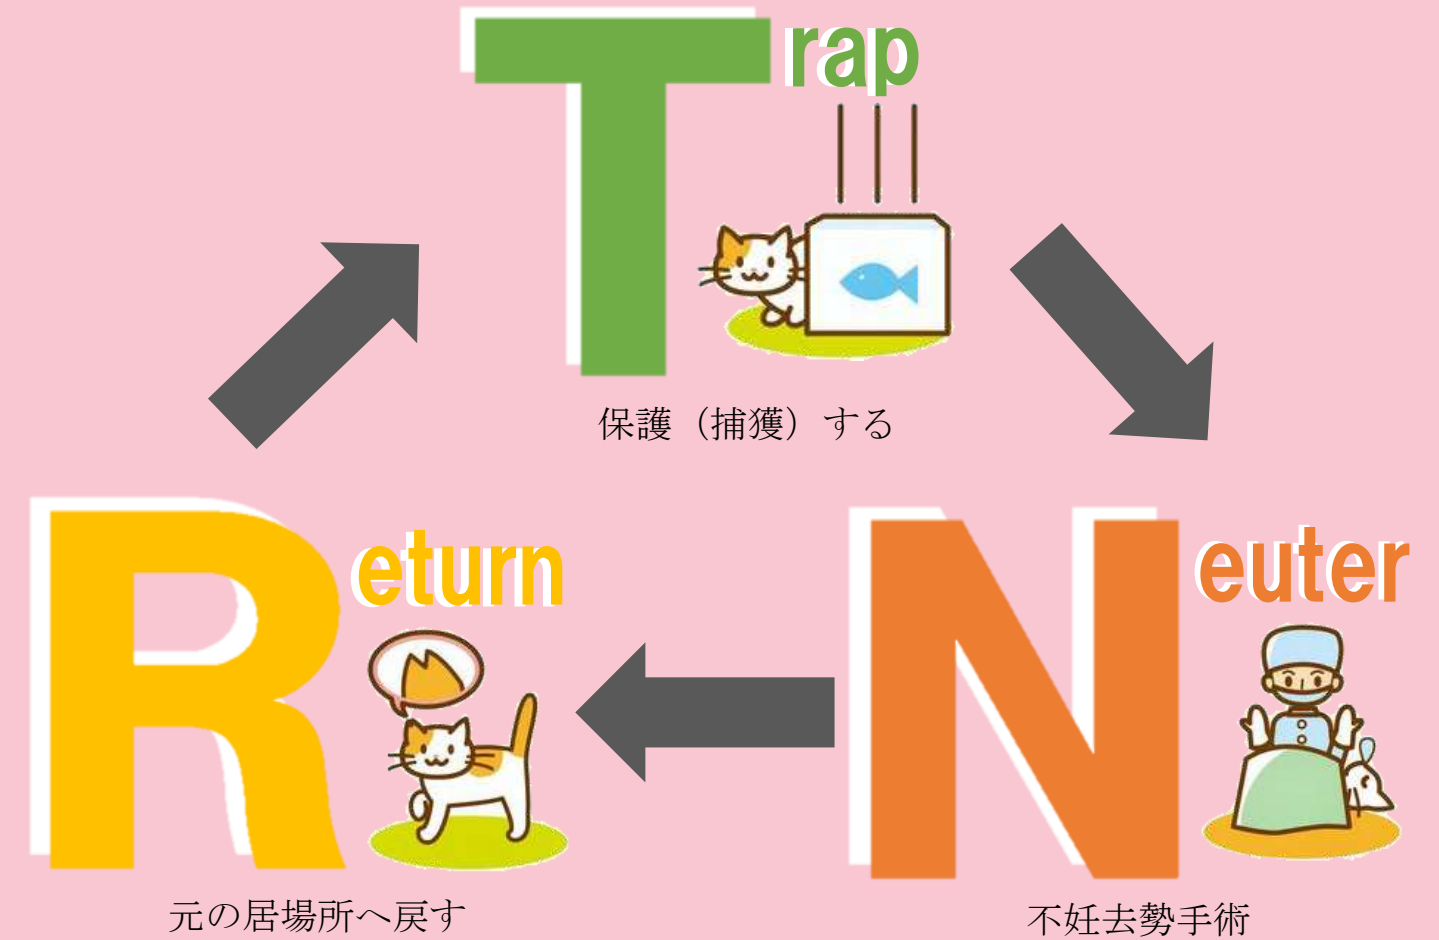 Trap
保護（捕獲）する
Neuter
不妊去勢手術
Return
元の居場所へ戻す